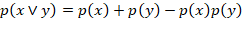 p(x ∨ y) = p(x) + p(y) − p(x)p(y)